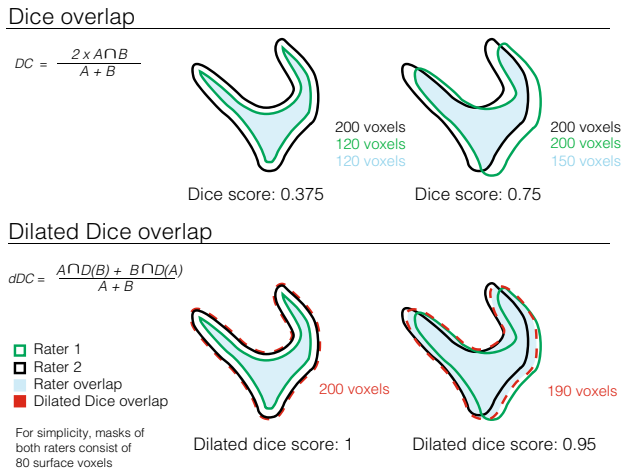 Dice overlap
DC = 2 x A∩B
A + B
200 voxels
120 voxels
120 voxels
Dice score: 0.375
200 voxels
200 voxels
150 voxels
Dice score: 0.75
Dilated Dice overlap
dDC = A∩D(B) + B∩D(A)
A + B
Rater 1
Rater 2
Rater overlap
Dilated Dice overlap
For simplicity, masks of
both raters consist of
80 surface voxels
200 voxels
Dilated dice score: 1
190 voxels
Dilated dice score: 0.95